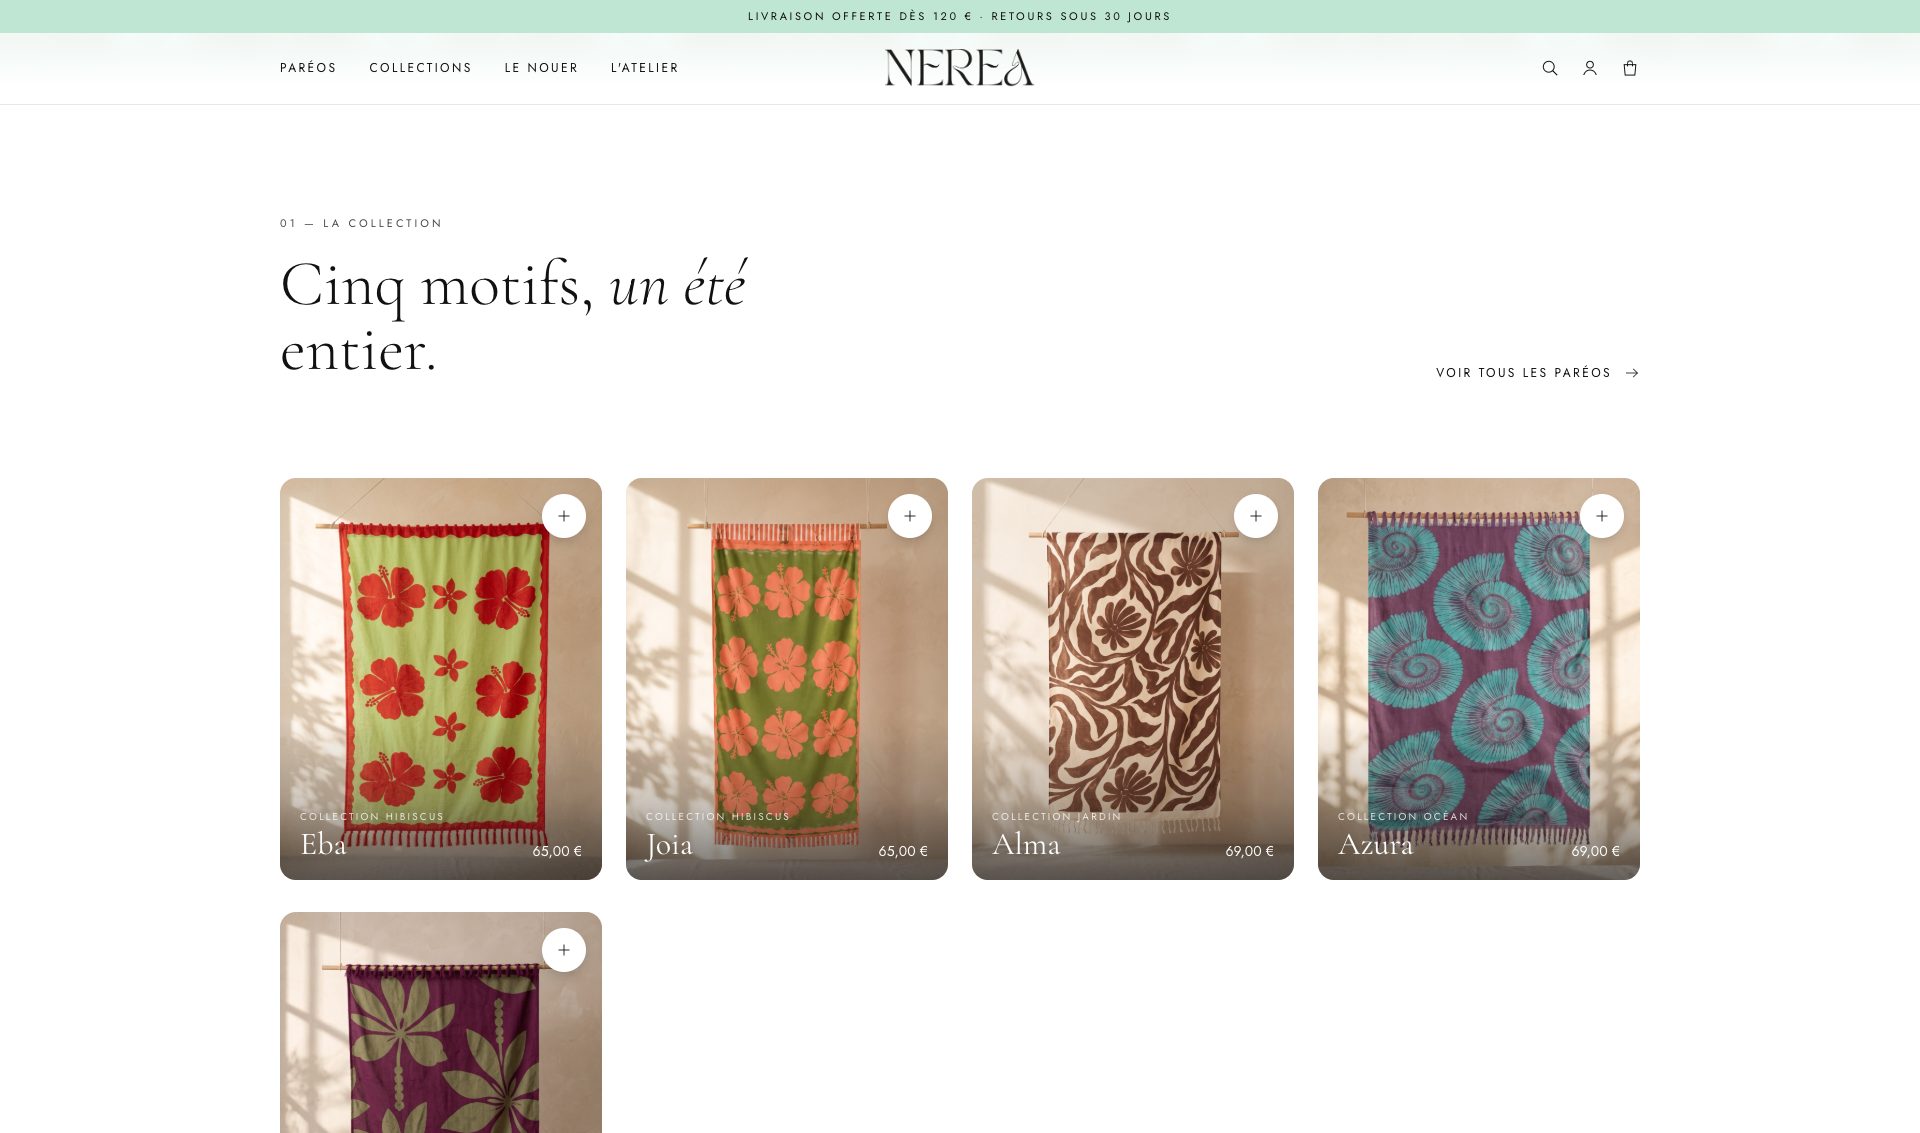 LIVRAISON OFFERTE DÈS 120 € · RETOURS SOUS 30 JOURS
PARÉOS COLLECTIONS LE NOUER L'ATELIER
NEREA
01 — LA COLLECTION
Cinq motifs, un été
entier.
VOIR TOUS LES PARÉOS
COLLECTION HIBISCUS
Eba 65,00 €
COLLECTION HIBISCUS
Joia 65,00 €
COLLECTION JARDIN
Alma 69,00 €
COLLECTION OCÉAN
Azura 69,00 €